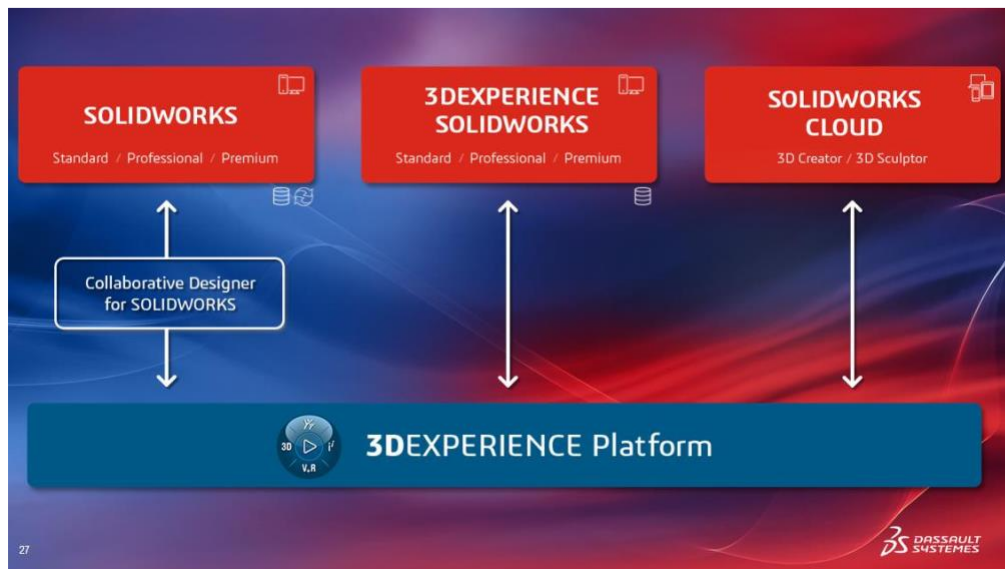 SOLIDWORKS
Standard / Professional / Premium
3DEXPERIENCE
SOLIDWORKS
Standard / Professional / Premium
SOLIDWORKS
CLOUD
3D Creator / 3D Sculptor
Collaborative Designer
for SOLIDWORKS
3D
V.R
3DEXPERIENCE Platform
27
DASSAULT
SYSTEMES